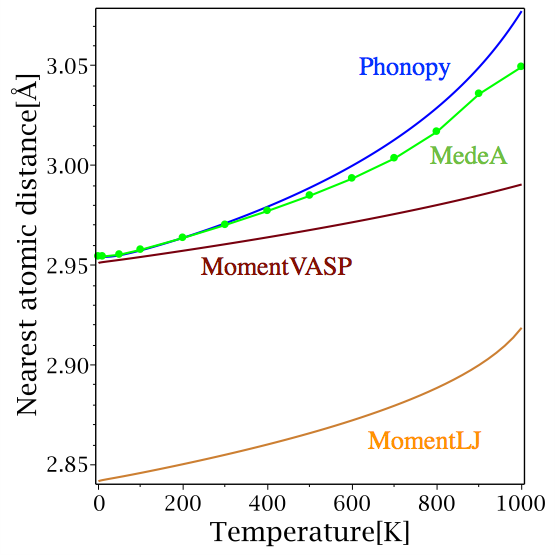 3.05
3.00
2.95
2.90
2.85
Nearest atomic distance[Å]
Phonopy
MedeA
MomentVASP
MomentLJ
0 200 400 600 800 1000
Temperature[K]